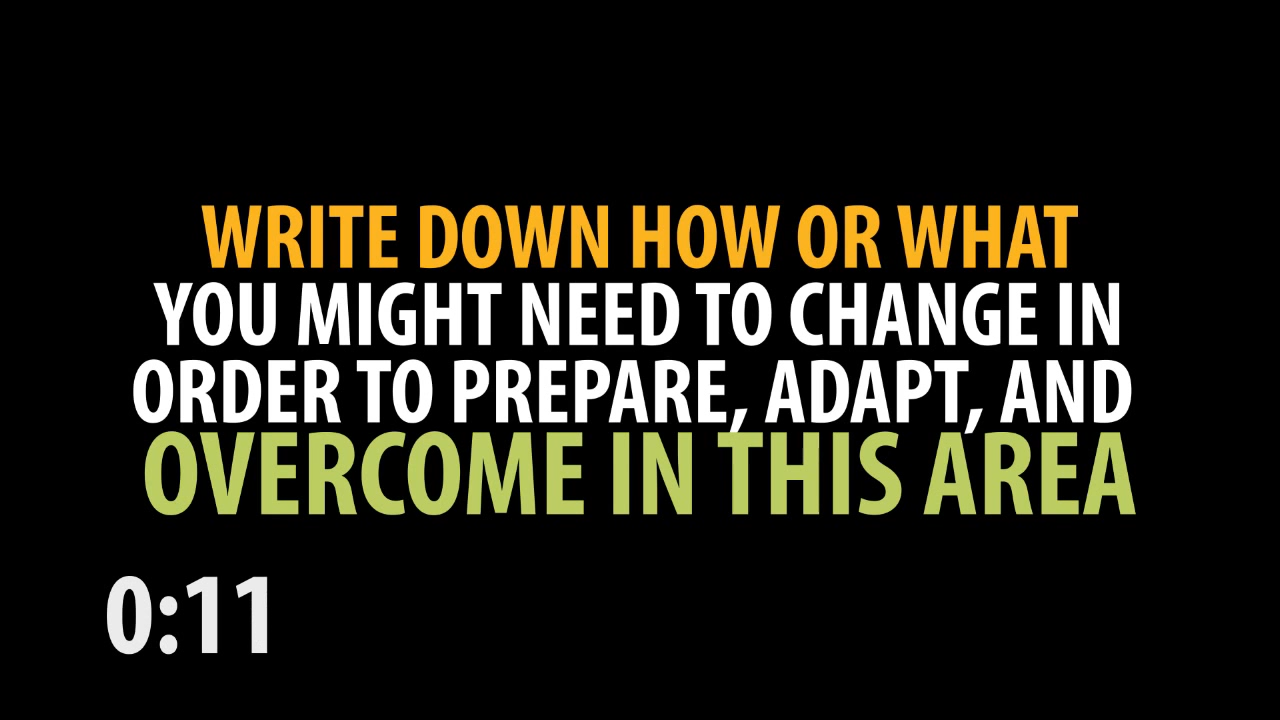 WRITE DOWN HOW OR WHAT
YOU MIGHT NEED TO CHANGE IN
ORDER TO PREPARE, ADAPT, AND
OVERCOME IN THIS AREA
0:11